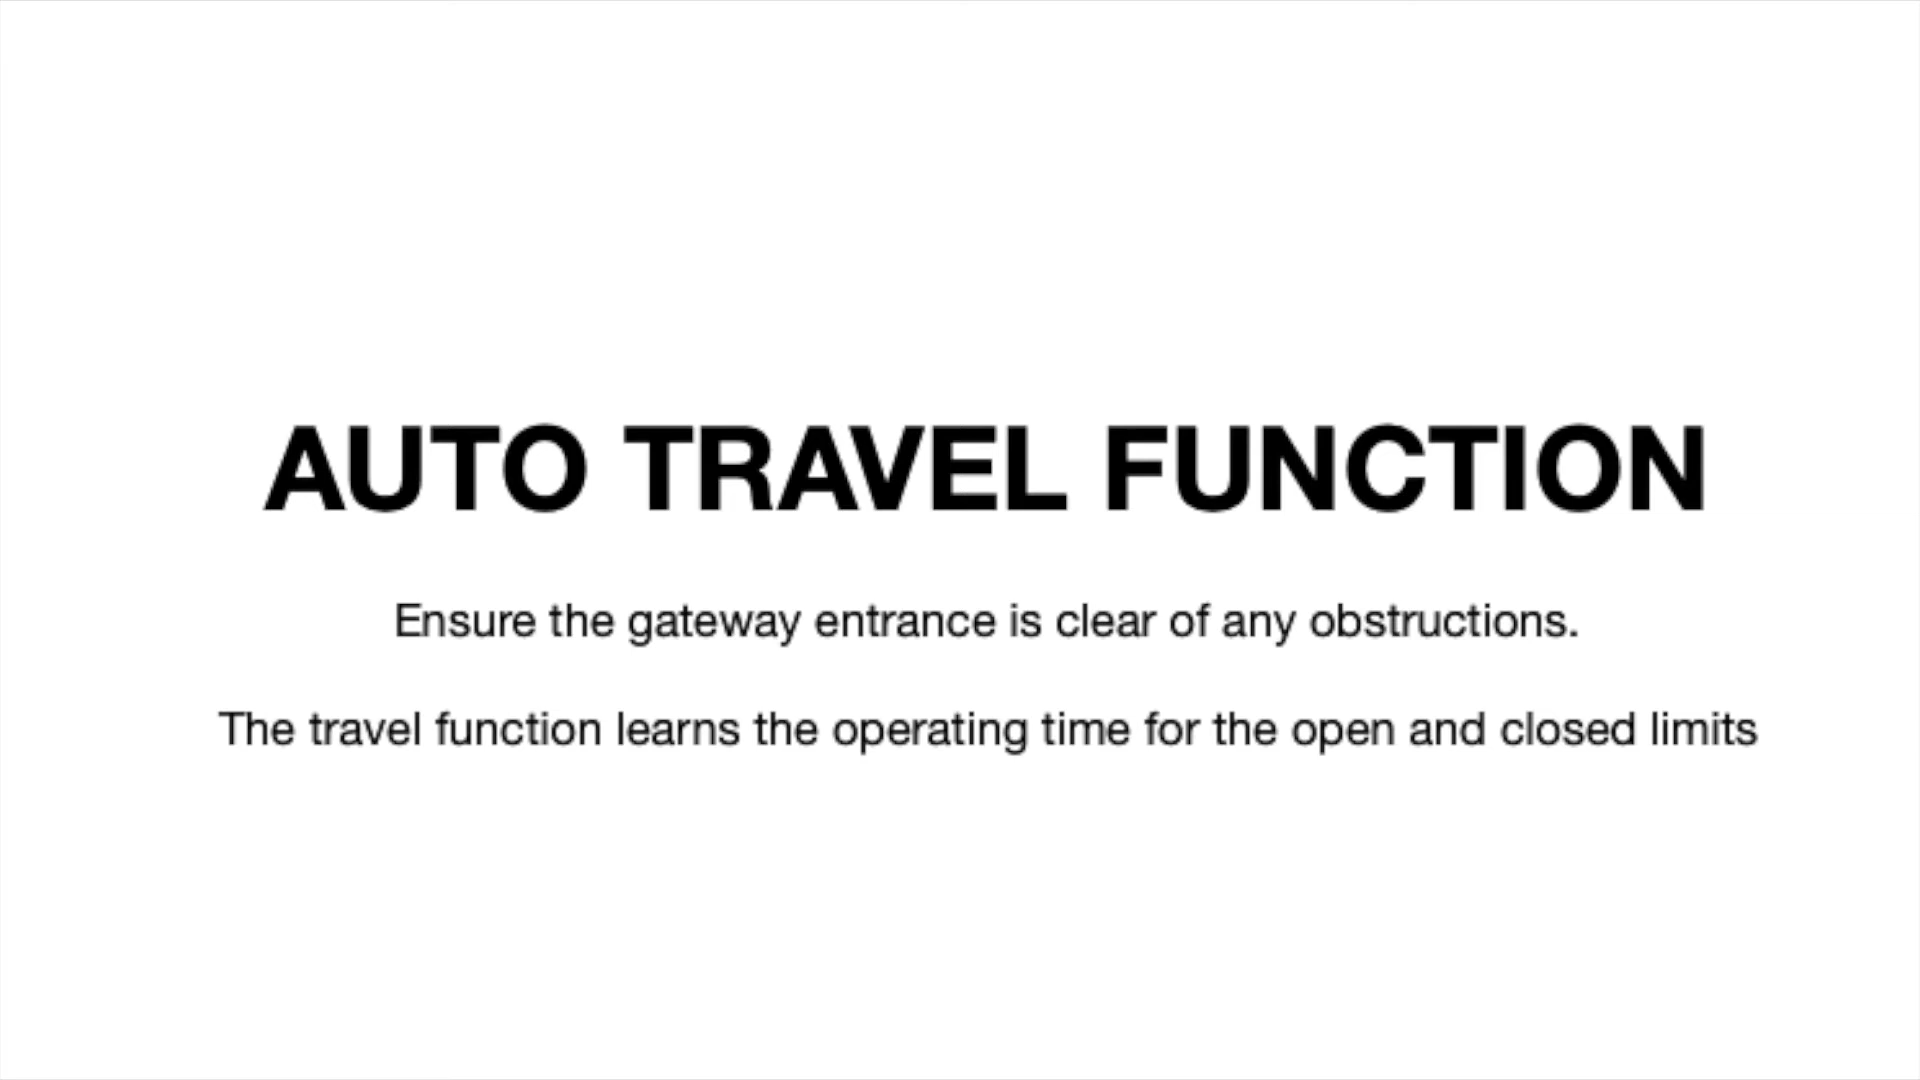 AUTO TRAVEL FUNCTION
Ensure the gateway entrance is clear of any obstructions.
The travel function learns the operating time for the open and closed limits